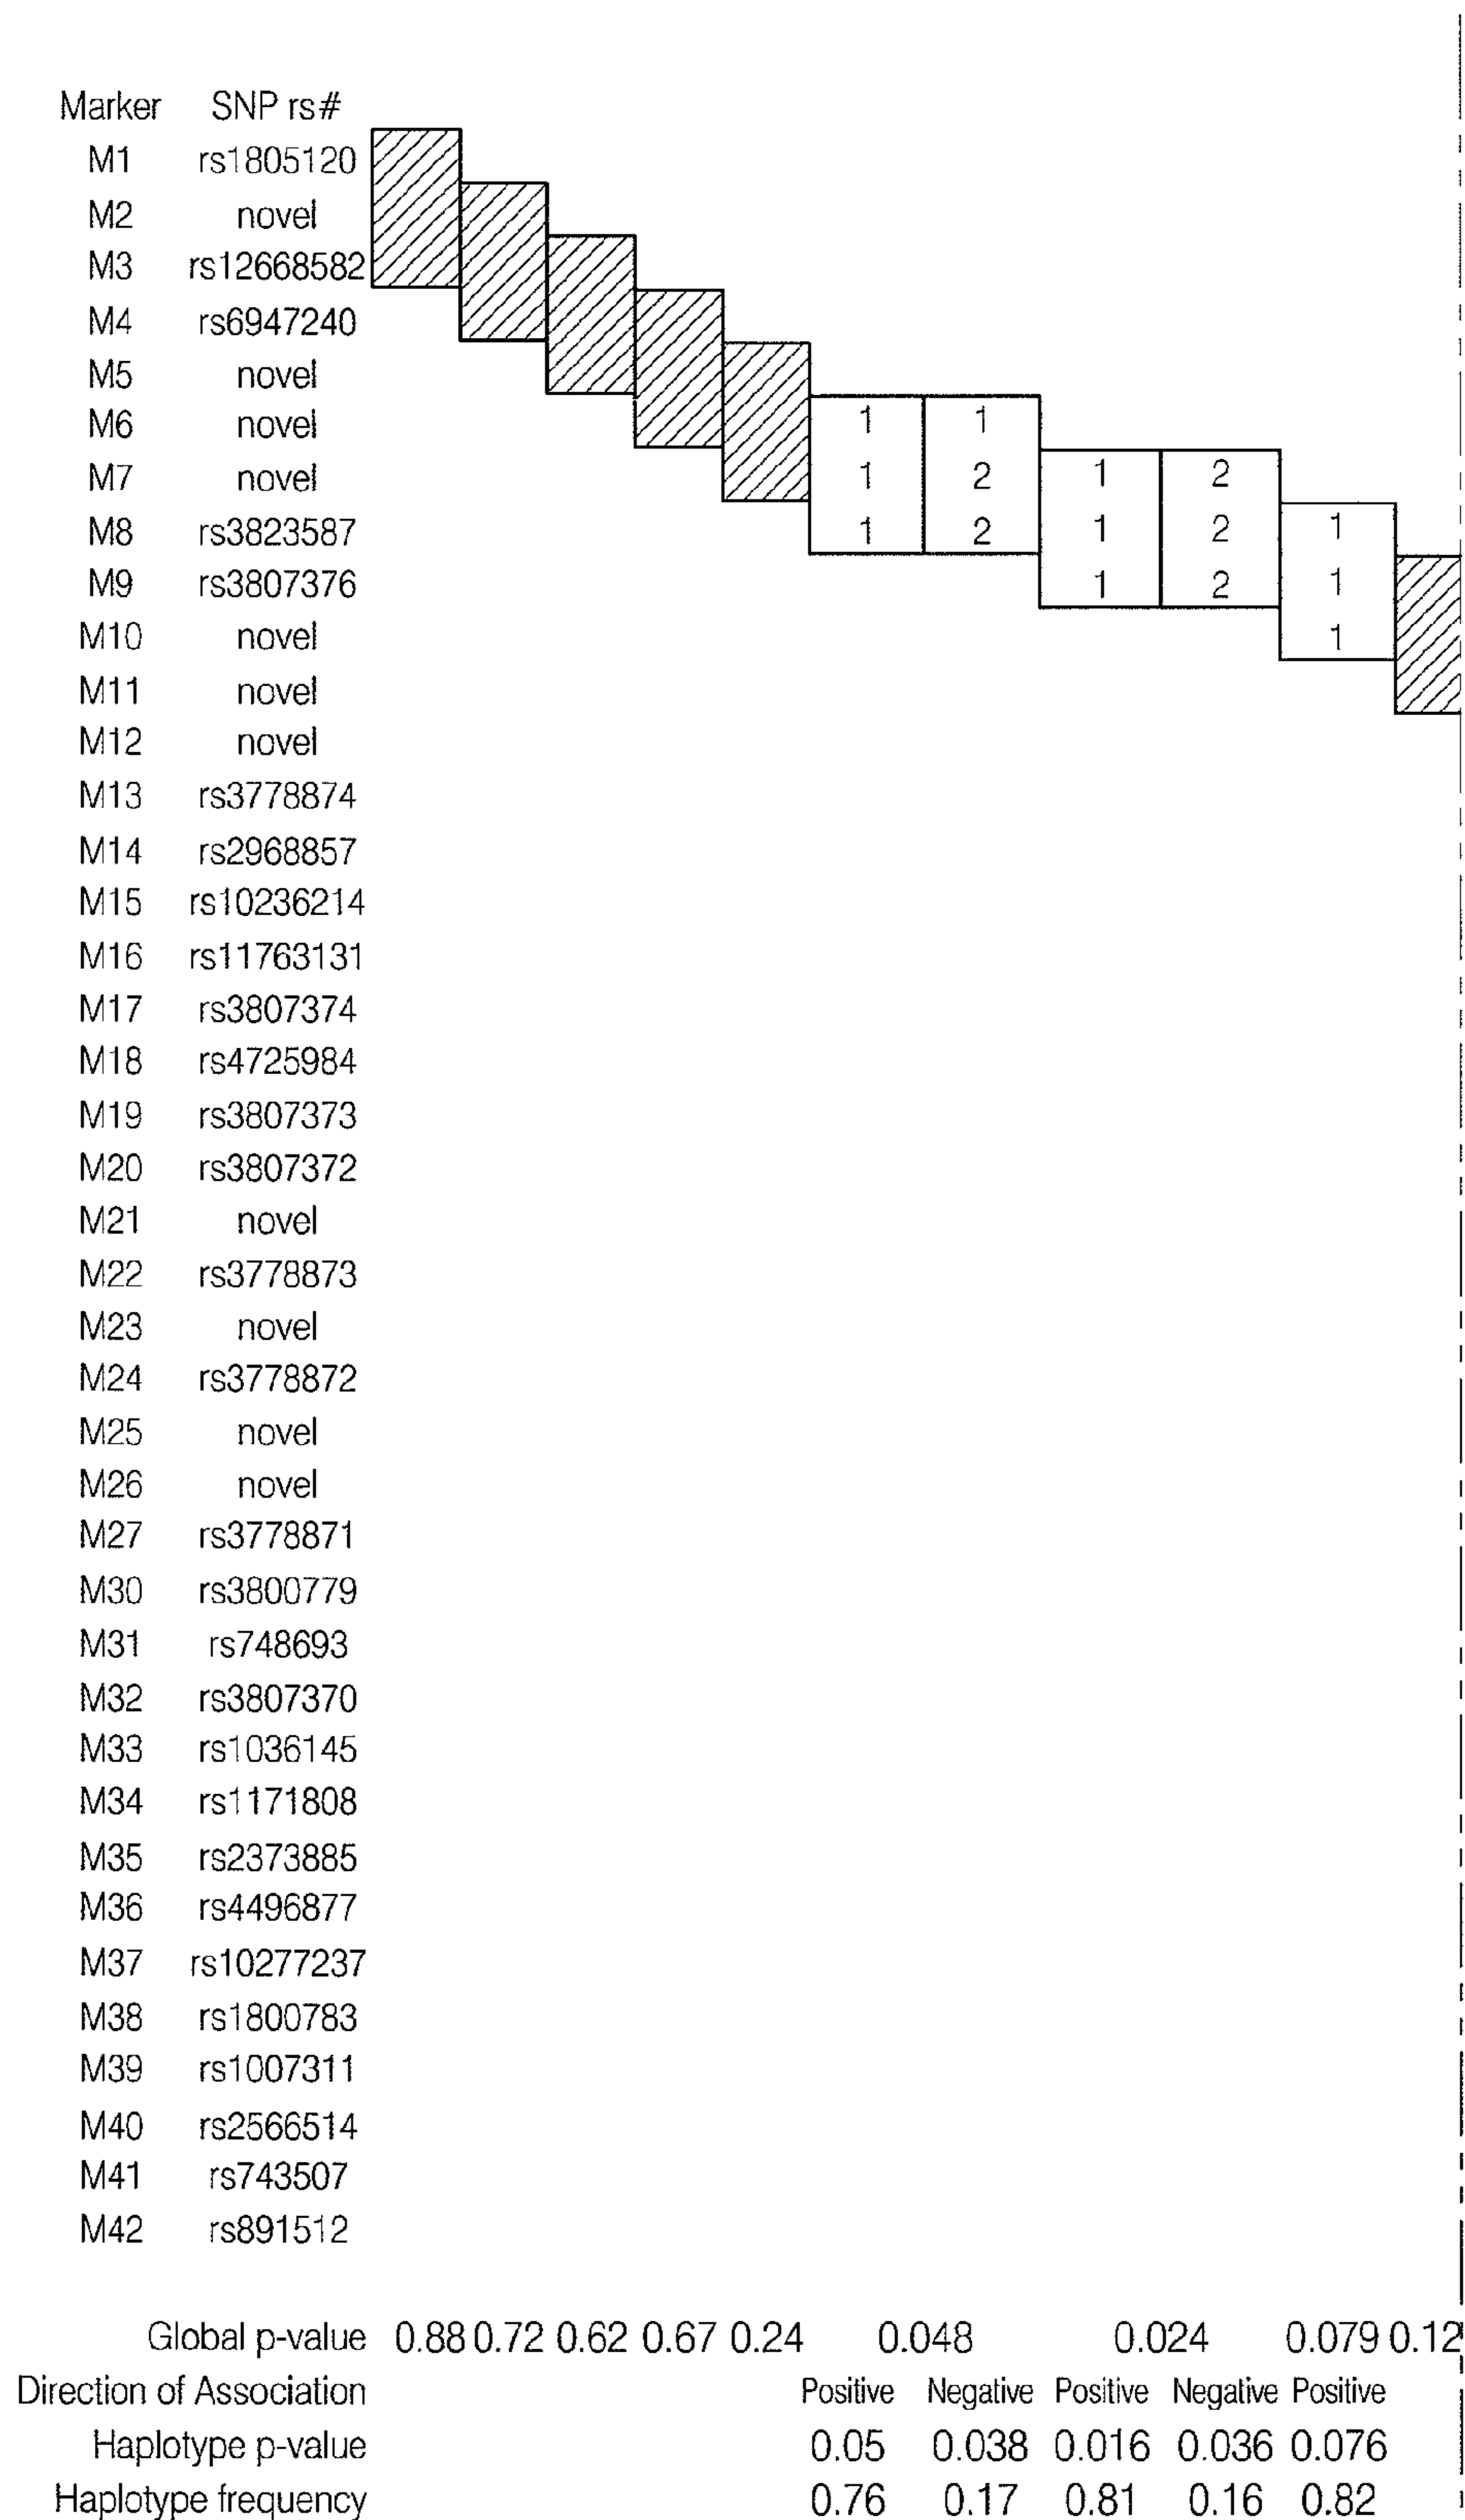 Marker SNP rs#
M1 rs1805120
M2 novel
M3 rs12668582
M4 rs6947240
M5 novel
M6 novel 1 1
M7 novel 1 2 1 2
M8 rs3823587 1 2 1 2 1
M9 rs3807376 1 2 1
M10 novel 1
M11 novel
M12 novel
M13 rs3778874
M14 rs2968857
M15 rs10236214
M16 rs11763131
M17 rs3807374
M18 rs4725984
M19 rs3807373
M20 rs3807372
M21 novel
M22 rs3778873
M23 novel
M24 rs3778872
M25 novel
M26 novel
M27 rs3778871
M30 rs3800779
M31 rs748693
M32 rs3807370
M33 rs1036145
M34 rs1171808
M35 rs2373885
M36 rs4496877
M37 rs10277237
M38 rs1800783
M39 rs1007311
M40 rs2566514
M41 rs743507
M42 rs891512
Global p-value 0.88 0.72 0.62 0.67 0.24 0.048 0.024 0.079 0.12
Direction of Association Positive Negative Positive Negative Positive
Haplotype p-value 0.05 0.038 0.016 0.036 0.076
Haplotype frequency 0.76 0.17 0.81 0.16 0.82